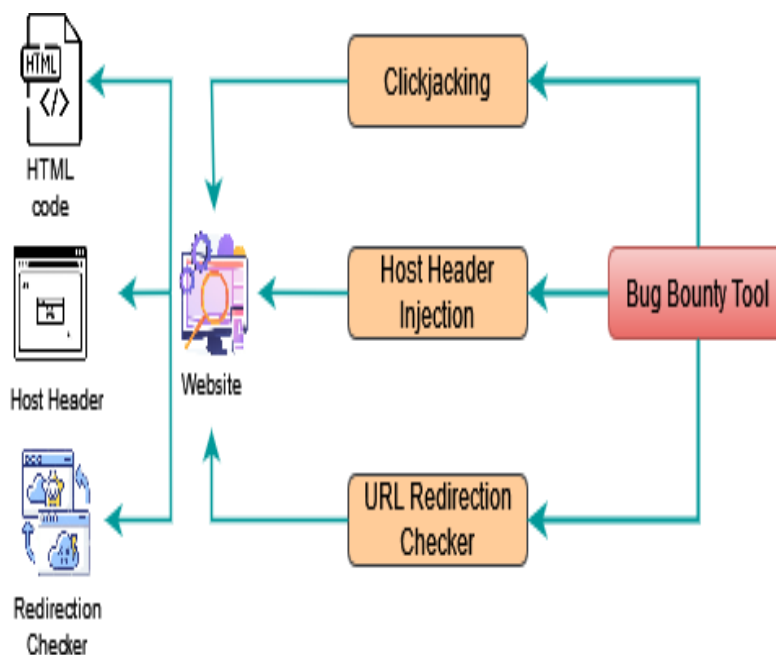 HTML
</>
HTML
code
Host Header
Redirection
Checker
Website
Clickjacking
Host Header
Injection
URL Redirection
Checker
Bug Bounty Tool